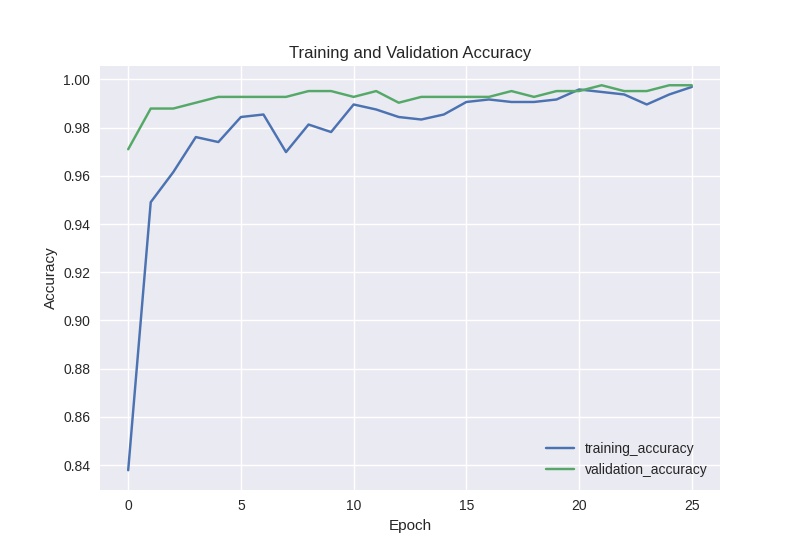 Training and Validation Accuracy
1.00
0.98
0.96
0.94
0.92
0.90
0.88
0.86
0.84
Accuracy
training_accuracy
validation_accuracy
0 5 10 15 20 25
Epoch